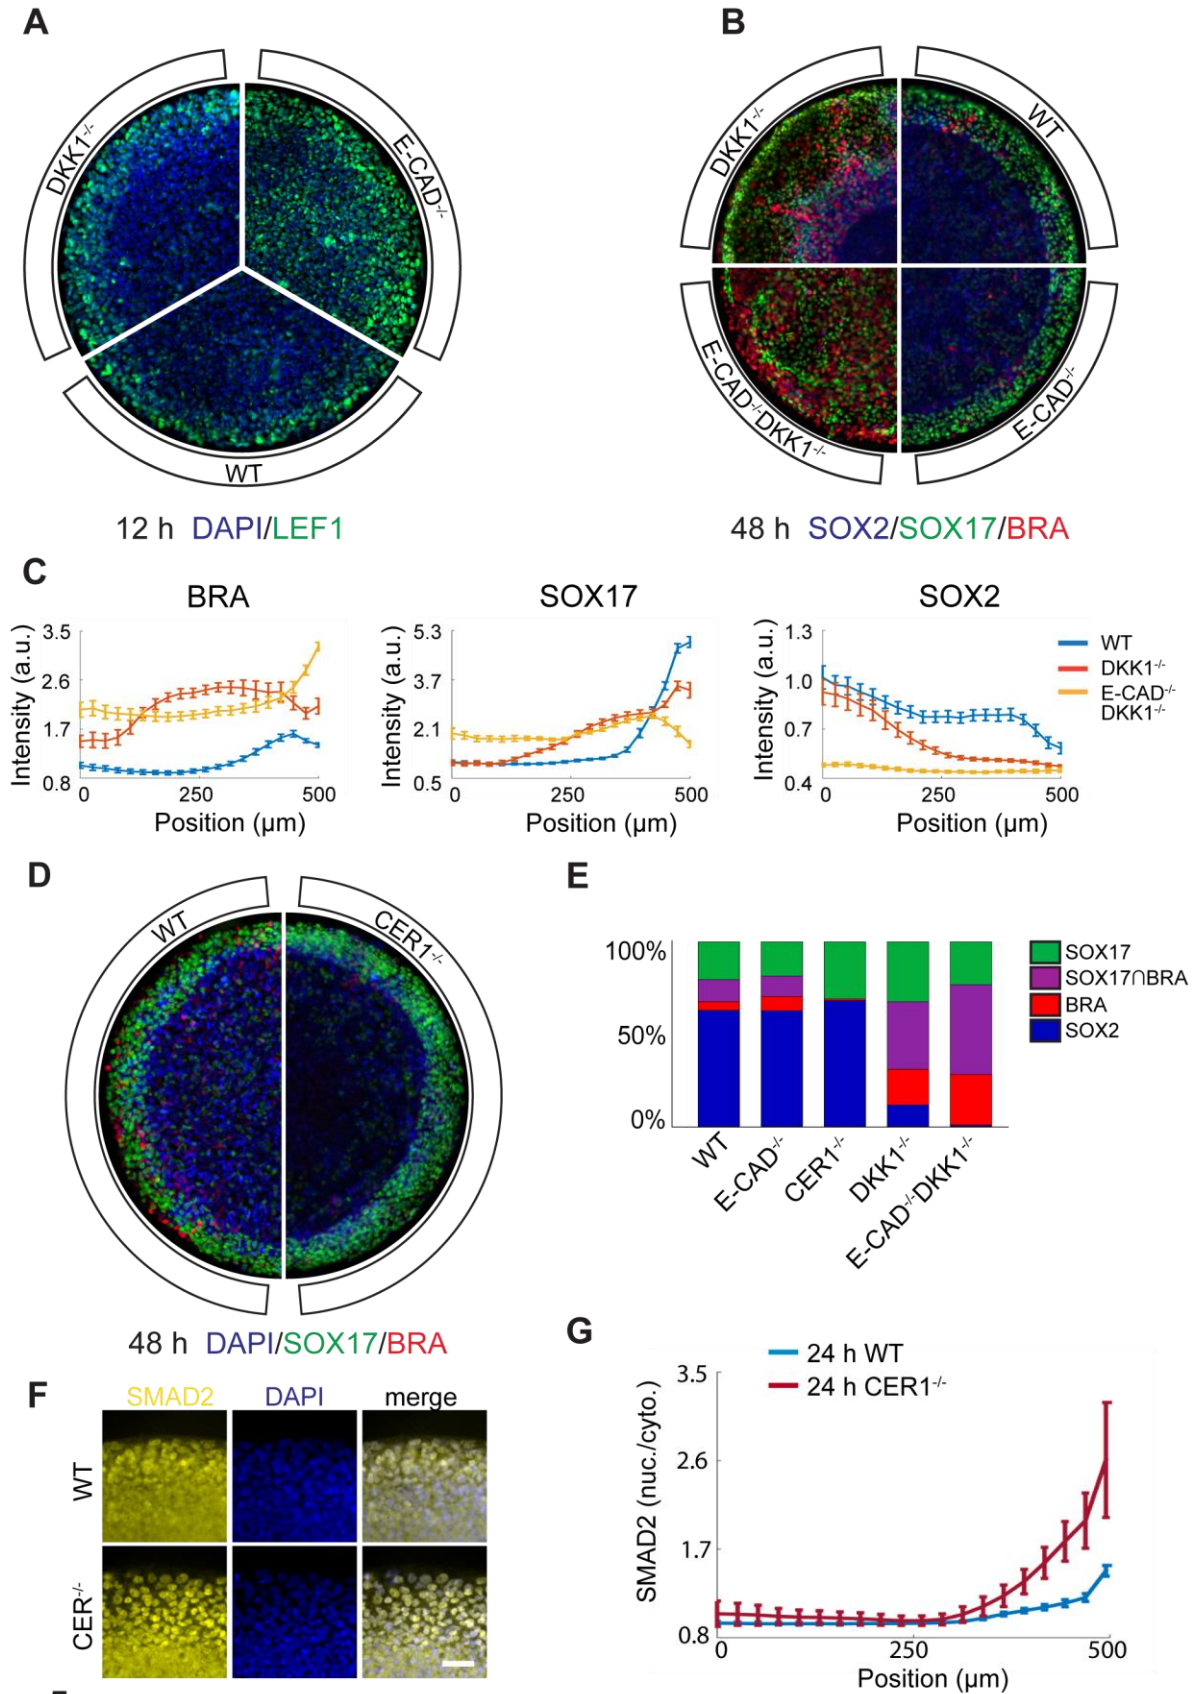 A
DKK1-/-
E-CAD-/-
WT
12 h DAPI/LEF1
B
DKK1-/-
WT
E-CAD-/-DKK1-/-
E-CAD-/-
48 h SOX2/SOX17/BRA
C
BRA
Intensity (a.u.)
3.5
2.6
1.7
0.8
0 250 500
Position (µm)
SOX17
Intensity (a.u.)
5.3
3.7
2.1
0.5
0 250 500
Position (µm)
SOX2
Intensity (a.u.)
1.3
1.0
0.7
0.4
0 250 500
Position (µm)
WT
DKK1-/-
E-CAD-/-
DKK1-/-
D
WT
CER1-/-
48 h DAPI/SOX17/BRA
E
100%
50%
0%
WT
E-CAD-/-
CER1-/-
DKK1-/-
E-CAD-/-DKK1-/-
SOX17
SOX17∩BRA
BRA
SOX2
F
SMAD2 DAPI merge
WT
CER-/-
G
24 h WT
24 h CER1-/-
SMAD2 (nuc./cyto.)
3.5
2.6
1.7
0.8
0 250 500
Position (µm)